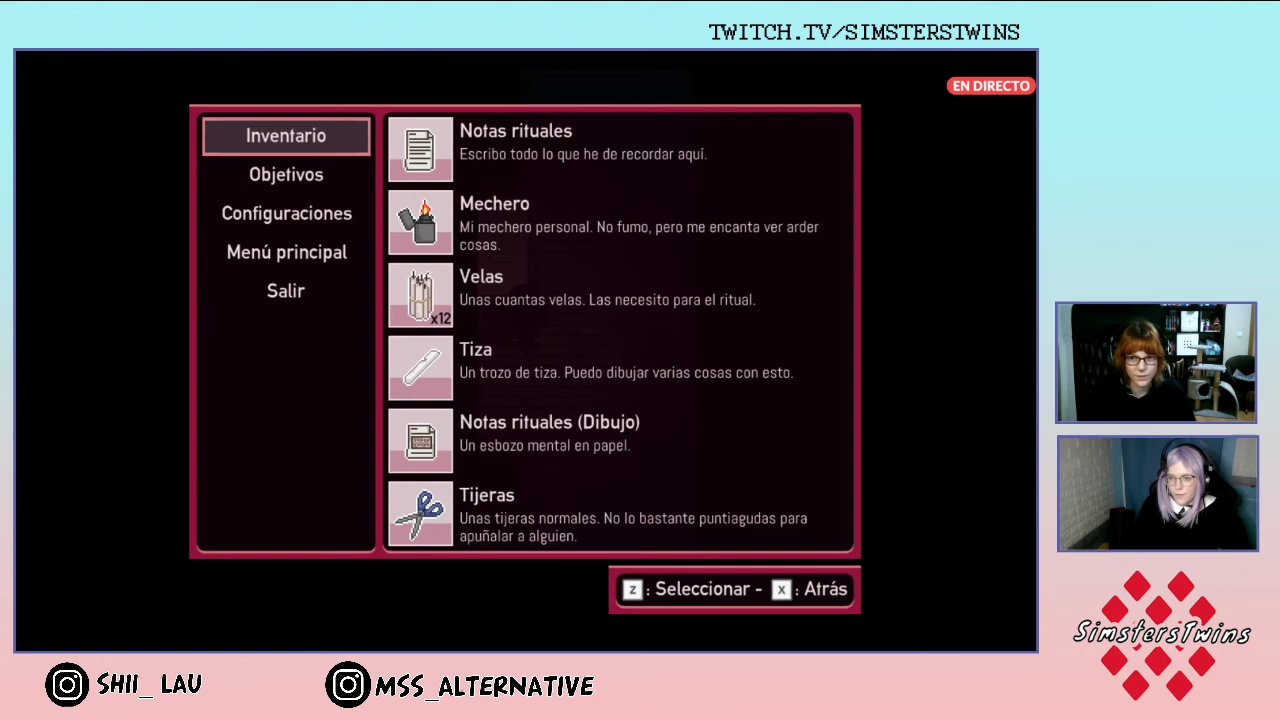 TWITCH.TV/SIMSTERSTWINS
EN DIRECTO
Inventario
Objetivos
Configuraciones
Menú principal
Salir
Notas rituales
Escribo todo lo que he de recordar aquí.
Mechero
Mi mechero personal. No fumo, pero me encanta ver arder
cosas.
Velas
Unas cuantas velas. Las necesito para el ritual.
x12
Tiza
Un trozo de tiza. Puedo dibujar varias cosas con esto.
Notas rituales (Dibujo)
Un esbozo mental en papel.
Tijeras
Unas tijeras normales. No lo bastante puntiagudas para
apuñalar a alguien.
z : Seleccionar - x : Atrás
SimstersTwins
SHII_ LAU
MSS_ALTERNATIVE